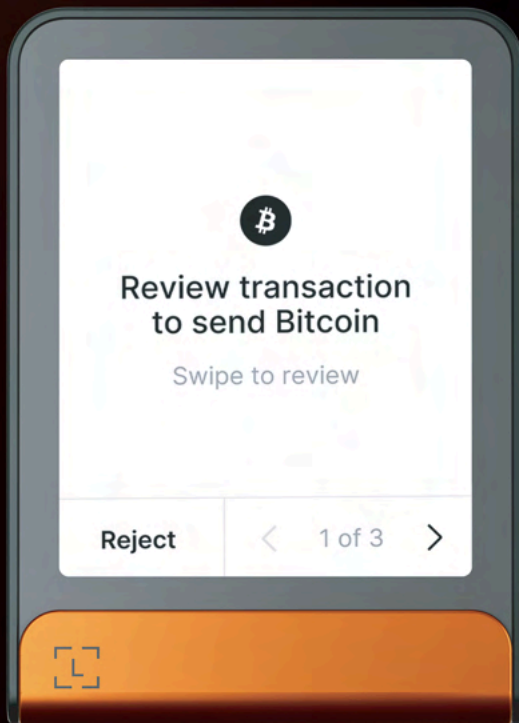 Review transaction
to send Bitcoin
Swipe to review
Reject
1 of 3
L